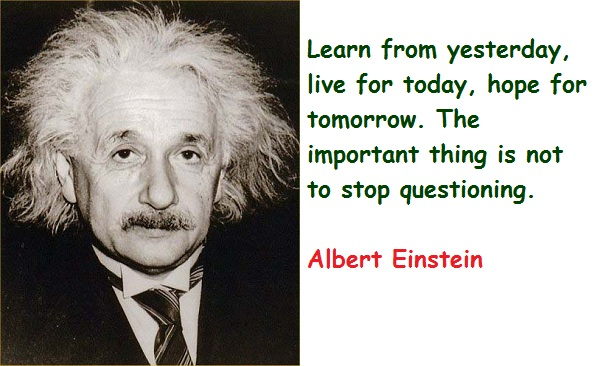 Learn from yesterday,
live for today, hope for
tomorrow. The
important thing is not
to stop questioning.
Albert Einstein